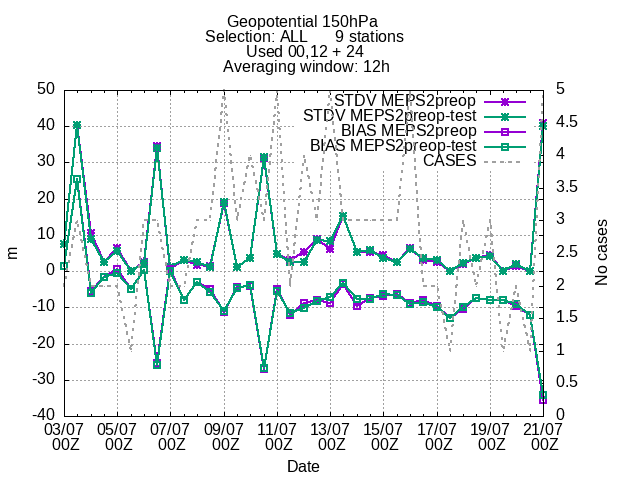 Geopotential 150hPa
Selection: ALL 9 stations
Used 00,12 + 24
Averaging window: 12h
STDV MEPS2preop
STDV MEPS2preop-test
BIAS MEPS2preop
BIAS MEPS2preop-test
CASES
50
40
30
20
10
0
-10
-20
-30
-40
m
5
4.5
4
3.5
3
2.5
2
1.5
1
0.5
0
No cases
03/07 05/07 07/07 09/07 11/07 13/07 15/07 17/07 19/07 21/07
00Z 00Z 00Z 00Z 00Z 00Z 00Z 00Z 00Z 00Z
Date